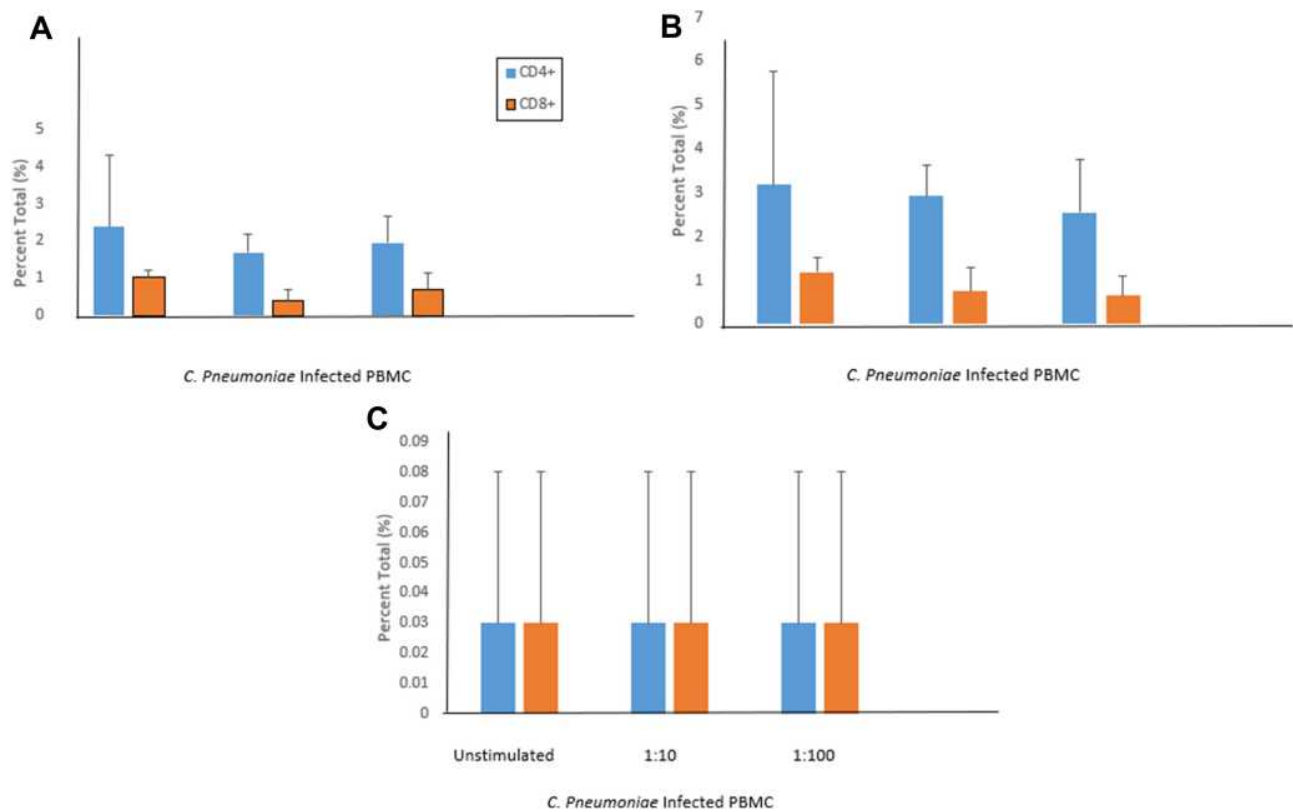 A
CD4+
CD8+
Percent Total (%)
5
4
3
2
1
0
C. Pneumoniae Infected PBMC
B
Percent Total (%)
7
6
5
4
3
2
1
0
C. Pneumoniae Infected PBMC
C
Percent Total (%)
0.09
0.08
0.07
0.06
0.05
0.04
0.03
0.02
0.01
0
Unstimulated 1:10 1:100
C. Pneumoniae Infected PBMC